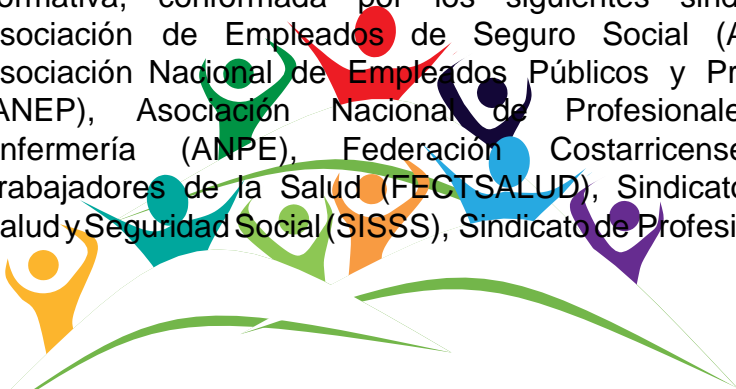 ormativa, conformada por los siguientes sind
sociación de Empleados de Seguro Social (A
sociación Nacional de Empleados Públicos y Pr
ANEP), Asociación Nacional de Profesionale
nfermería (ANPE), Federación Costarricense
rabajadores de la Salud (FECTSALUD), Sindicato
alud y Seguridad Social (SISSS), Sindicato de Profesi